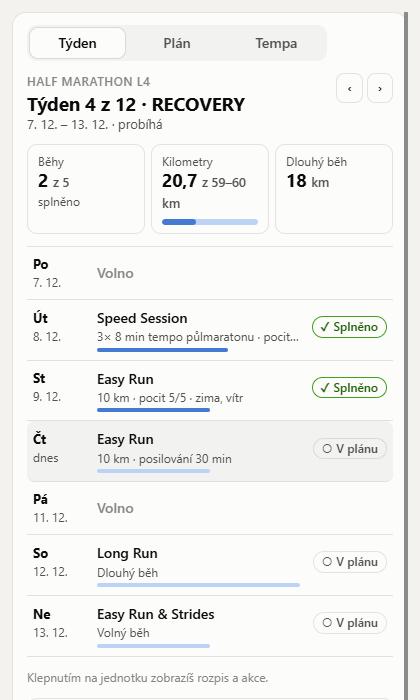 Týden
Plán
Tempa
HALF MARATHON L4
Týden 4 z 12 · RECOVERY
7. 12. – 13. 12. · probíhá
‹
›
Běhy
2 z 5
splněno
Kilometry
20,7 z 59–60
km
Dlouhý běh
18 km
Po
7. 12.
Volno
Út
8. 12.
Speed Session
3× 8 min tempo půlmaratonu · pocit...
✓ Splněno
St
9. 12.
Easy Run
10 km · pocit 5/5 · zima, vítr
✓ Splněno
Čt
dnes
Easy Run
10 km · posilování 30 min
○ V plánu
Pá
11. 12.
Volno
So
12. 12.
Long Run
Dlouhý běh
○ V plánu
Ne
13. 12.
Easy Run & Strides
Volný běh
○ V plánu
Klepnutím na jednotku zobrazíš rozpis a akce.